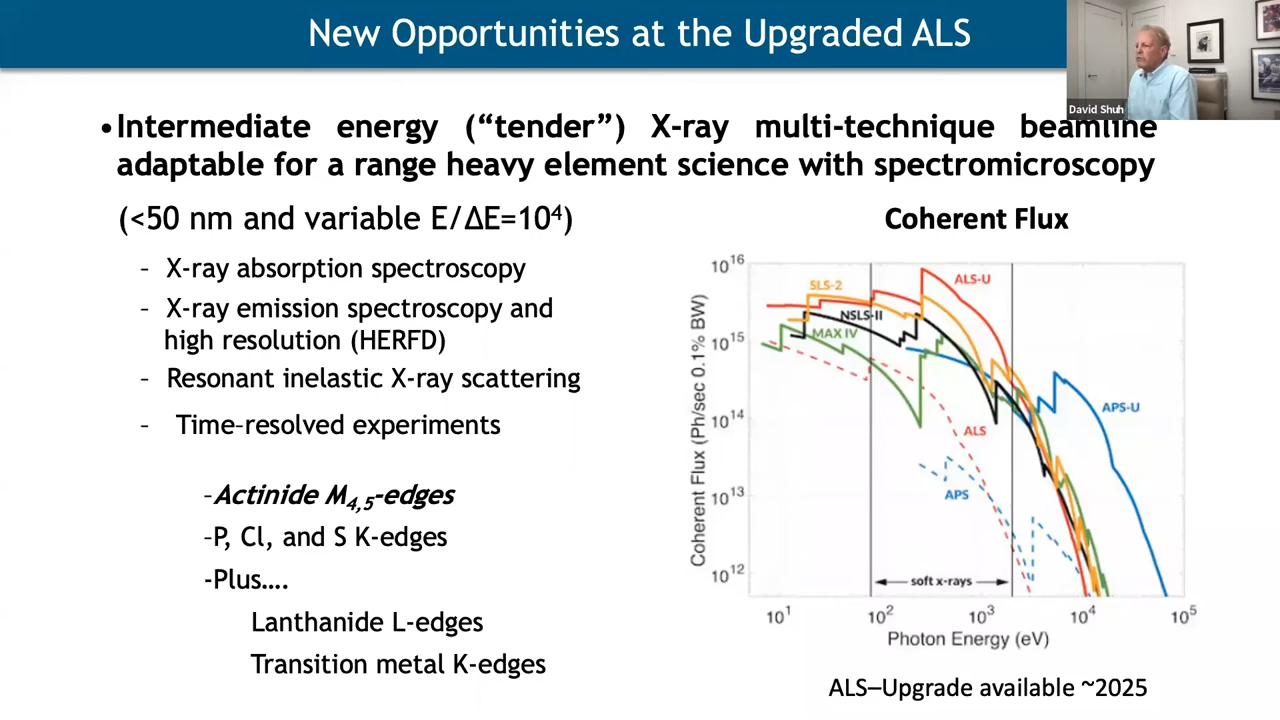 New Opportunities at the Upgraded ALS
David Shuh
•Intermediate energy (“tender”) X-ray multi-technique beamline
adaptable for a range heavy element science with spectromicroscopy
(<50 nm and variable E/ΔE=10⁴)
- X-ray absorption spectroscopy
- X-ray emission spectroscopy and
high resolution (HERFD)
- Resonant inelastic X-ray scattering
- Time-resolved experiments
-Actinide M₄,₅-edges
-P, Cl, and S K-edges
-Plus….
Lanthanide L-edges
Transition metal K-edges
Coherent Flux
Coherent Flux (Ph/sec 0.1% BW)
10¹⁶
10¹⁵
10¹⁴
10¹³
10¹²
SLS-2
ALS-U
NSLS-II
MAX IV
APS-U
ALS
APS
soft x-rays
10¹
10²
10³
10⁴
10⁵
Photon Energy (eV)
ALS–Upgrade available ~2025